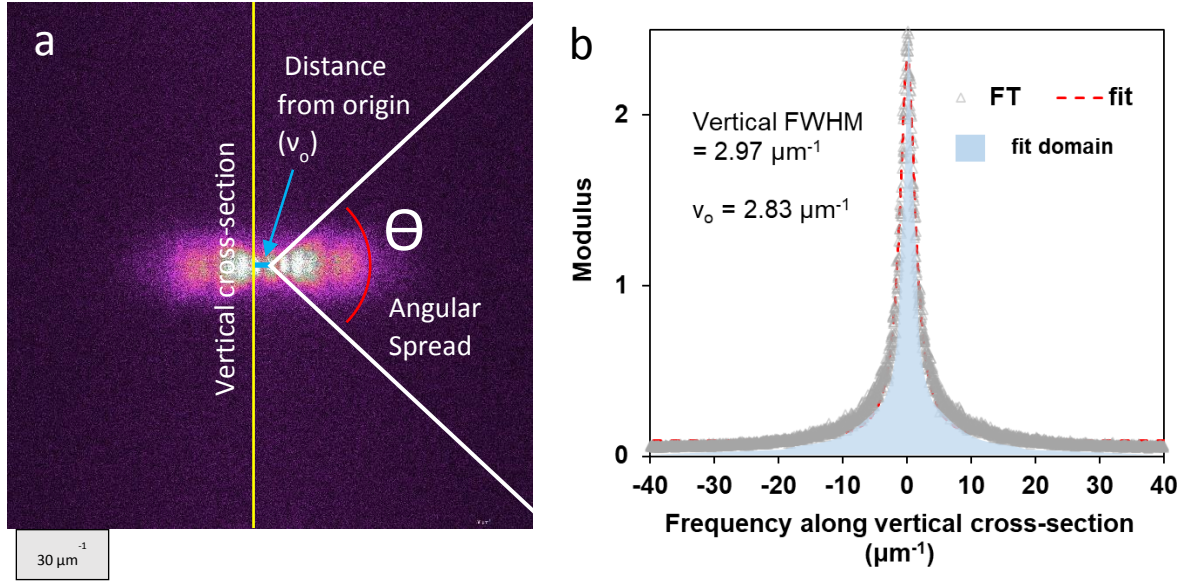 a
Distance
from origin
(νₒ)
Vertical cross-section
Θ
Angular
Spread
30 µm⁻¹
b
FT
fit
fit domain
Vertical FWHM
= 2.97 µm⁻¹
νₒ = 2.83 µm⁻¹
Modulus
2
1
0
-40 -30 -20 -10 0 10 20 30 40
Frequency along vertical cross-section
(µm⁻¹)